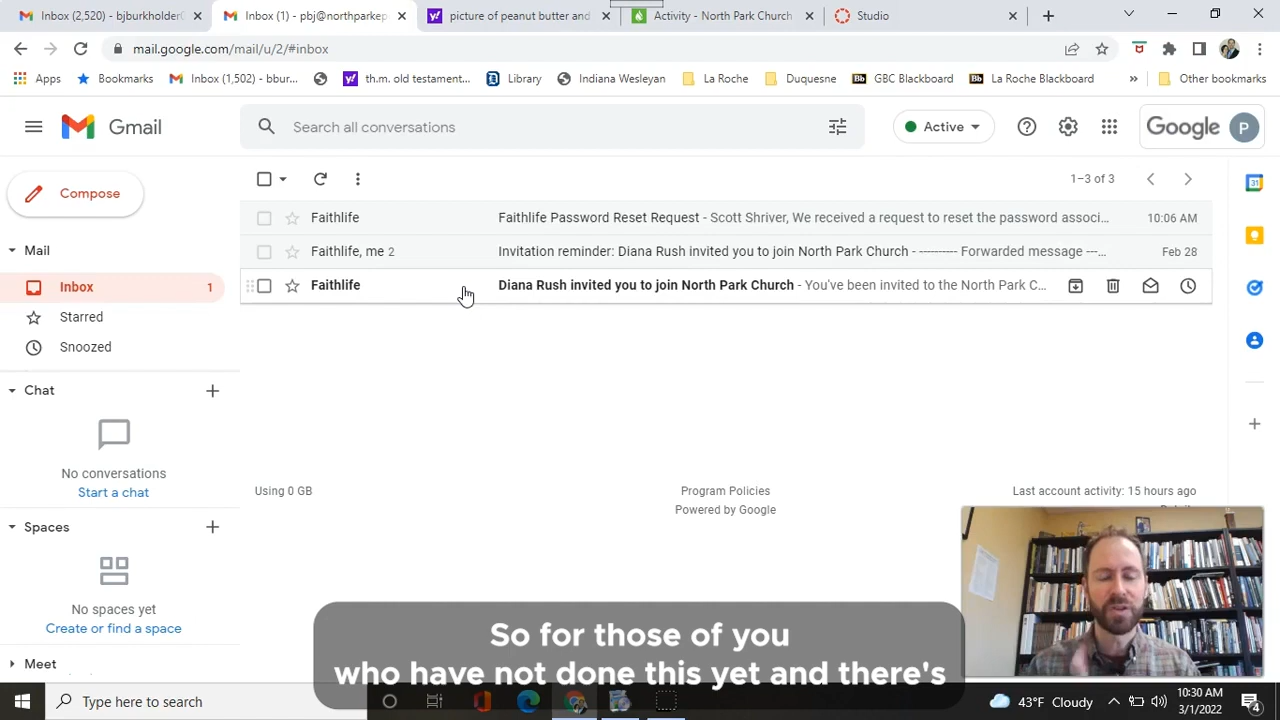 Inbox (2,520) - bjburkholder@
Inbox (1) - pbj@northparkep
picture of peanut butter and
Activity - North Park Church
Studio
mail.google.com/mail/u/2/#inbox
Apps
Bookmarks
Inbox (1,502) - bbur...
th.m. old testament...
Library
Indiana Wesleyan
La Roche
Duquesne
Bb GBC Blackboard
Bb La Roche Blackboard
»
Other bookmarks
Gmail
Search all conversations
Active
Google
P
Compose
1–3 of 3
31
Mail
Faithlife
Faithlife Password Reset Request - Scott Shriver, We received a request to reset the password associ...
10:06 AM
Faithlife, me 2
Invitation reminder: Diana Rush invited you to join North Park Church - ---------- Forwarded message ---...
Feb 28
Inbox
1
Faithlife
Diana Rush invited you to join North Park Church - You've been invited to the North Park C...
Starred
Snoozed
Chat
No conversations
Start a chat
Using 0 GB
Program Policies
Powered by Google
Last account activity: 15 hours ago
Spaces
No spaces yet
Create or find a space
Meet
So for those of you
who have not done this yet and there's
Type here to search
43°F Cloudy
10:30 AM
3/1/2022
4